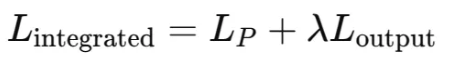 L_integrated = L_P + λL_output